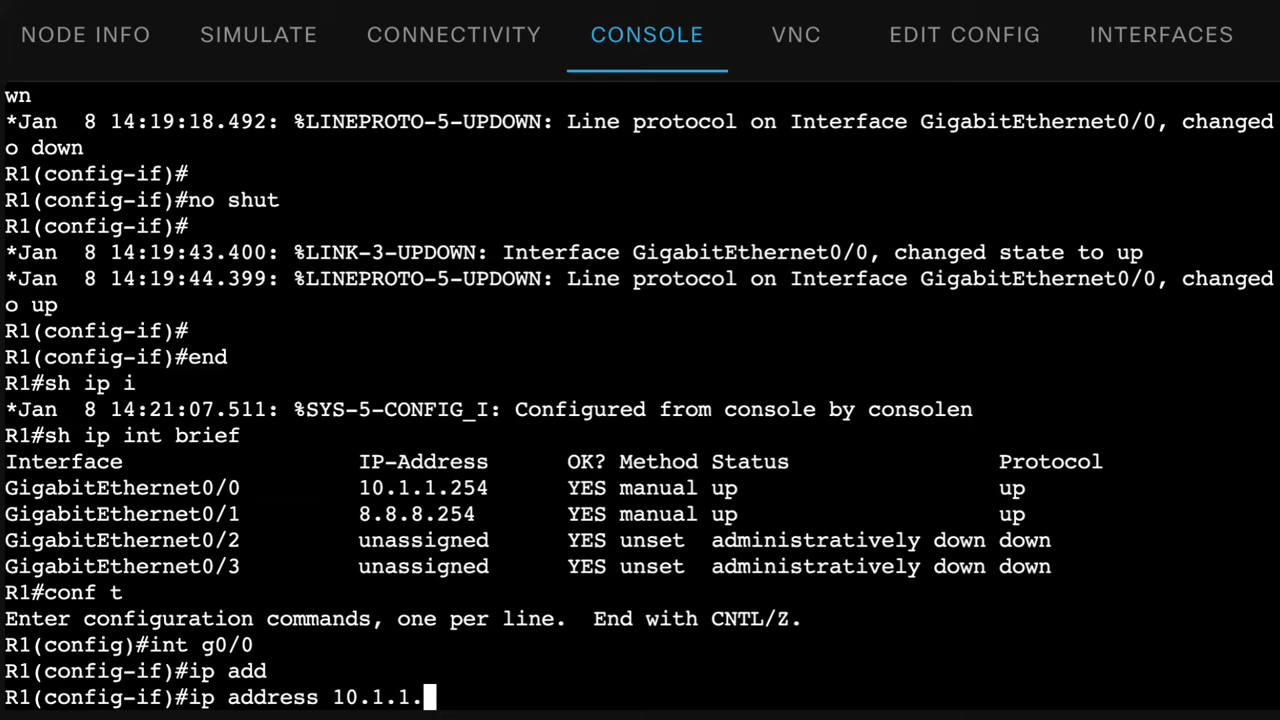 NODE INFO SIMULATE CONNECTIVITY CONSOLE VNC EDIT CONFIG INTERFACES
wn
*Jan  8 14:19:18.492: %LINEPROTO-5-UPDOWN: Line protocol on Interface GigabitEthernet0/0, changed
o down
R1(config-if)#
R1(config-if)#no shut
R1(config-if)#
*Jan  8 14:19:43.400: %LINK-3-UPDOWN: Interface GigabitEthernet0/0, changed state to up
*Jan  8 14:19:44.399: %LINEPROTO-5-UPDOWN: Line protocol on Interface GigabitEthernet0/0, changed
o up
R1(config-if)#
R1(config-if)#end
R1#sh ip i
*Jan  8 14:21:07.511: %SYS-5-CONFIG_I: Configured from console by consolen
R1#sh ip int brief
Interface                  IP-Address      OK? Method Status                Protocol
GigabitEthernet0/0         10.1.1.254      YES manual up                    up
GigabitEthernet0/1         8.8.8.254       YES manual up                    up
GigabitEthernet0/2         unassigned      YES unset  administratively down down
GigabitEthernet0/3         unassigned      YES unset  administratively down down
R1#conf t
Enter configuration commands, one per line.  End with CNTL/Z.
R1(config)#int g0/0
R1(config-if)#ip add
R1(config-if)#ip address 10.1.1.